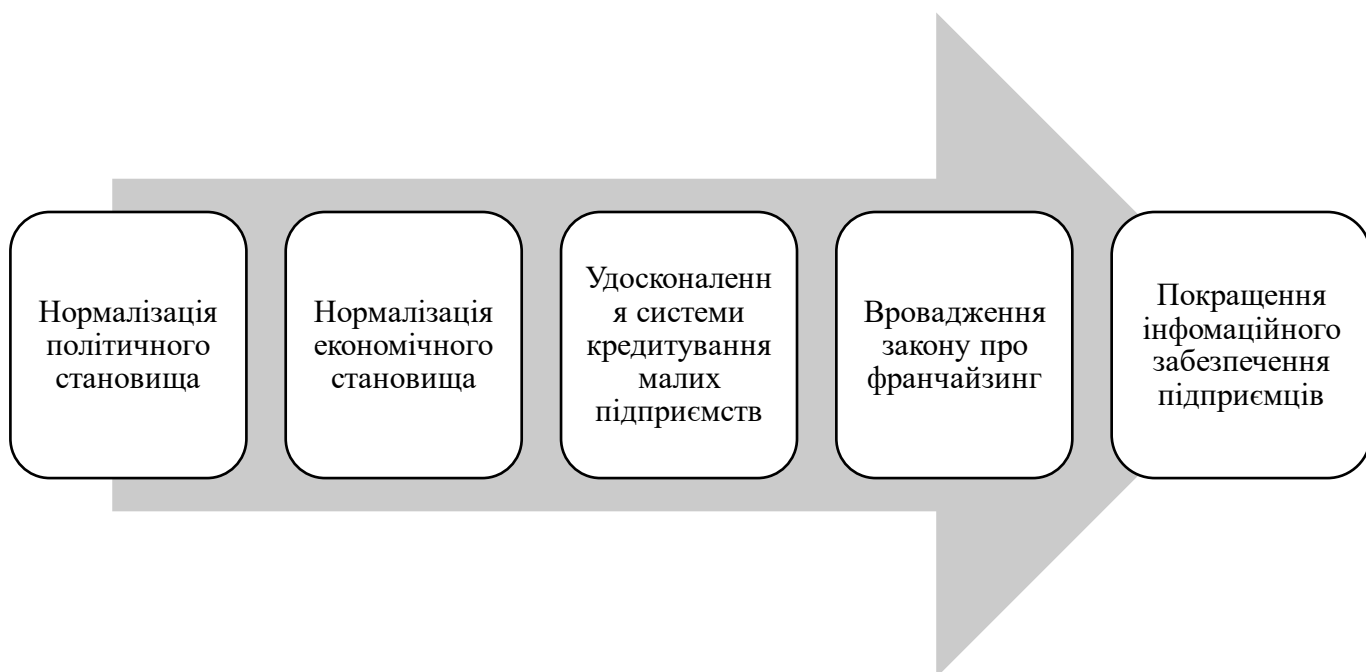 Нормалізація
політичного
становища
Нормалізація
економічного
становища
Удосконаленн
я системи
кредитування
малих
підприємств
Вровадження
закону про
франчайзинг
Покращення
інфомаційного
забезпечення
підприємців